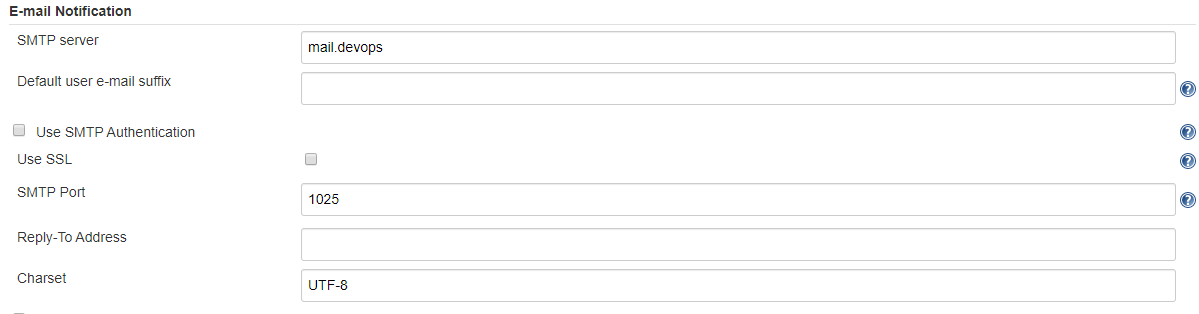 E-mail Notification
SMTP server
mail.devops
Default user e-mail suffix
Use SMTP Authentication
Use SSL
SMTP Port
1025
Reply-To Address
Charset
UTF-8